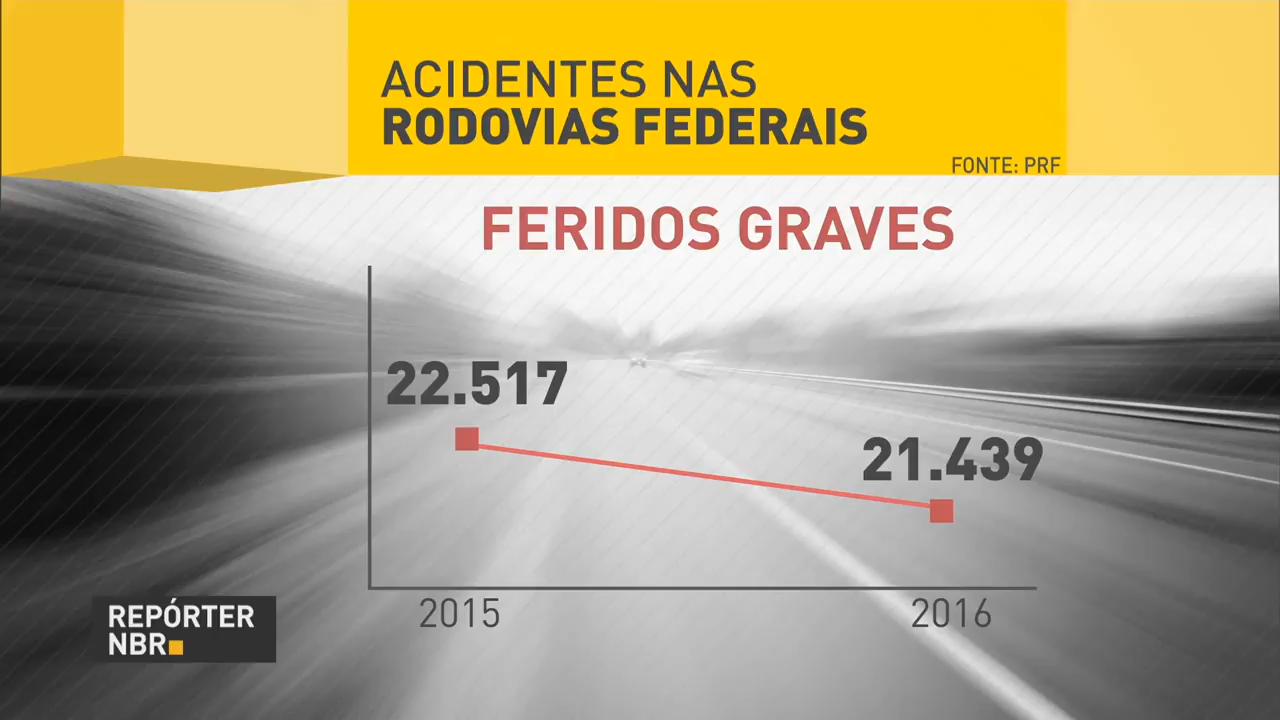 ACIDENTES NAS
RODOVIAS FEDERAIS
FONTE: PRF
FERIDOS GRAVES
22.517
21.439
2015
2016
REPÓRTER
NBR